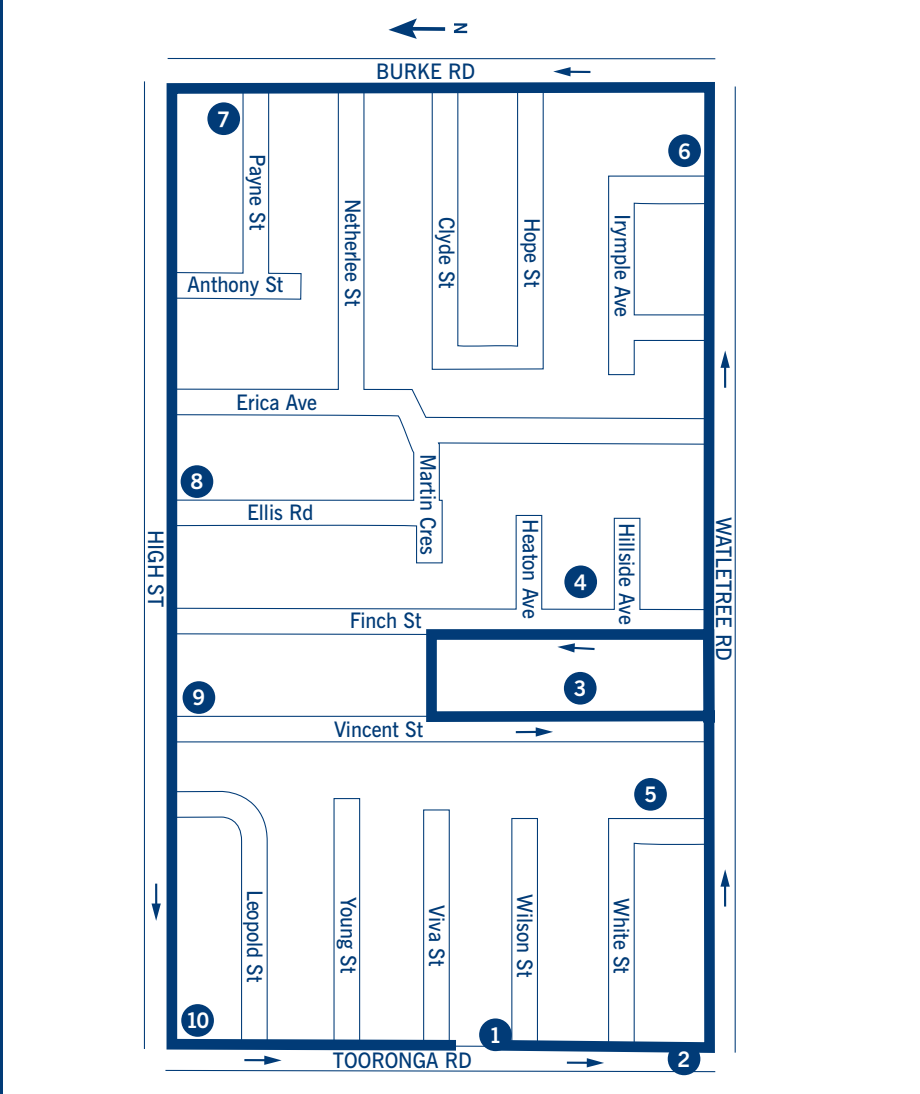 N
BURKE RD
7
6
Payne St
Netherlee St
Clyde St
Hope St
Irymple Ave
Anthony St
Erica Ave
8
Martin Cres
Ellis Rd
HIGH ST
WATLETREE RD
Heaton Ave
4
Hillside Ave
Finch St
3
9
Vincent St
5
Leopold St
Young St
Viva St
Wilson St
White St
10
1
2
TOORONGA RD